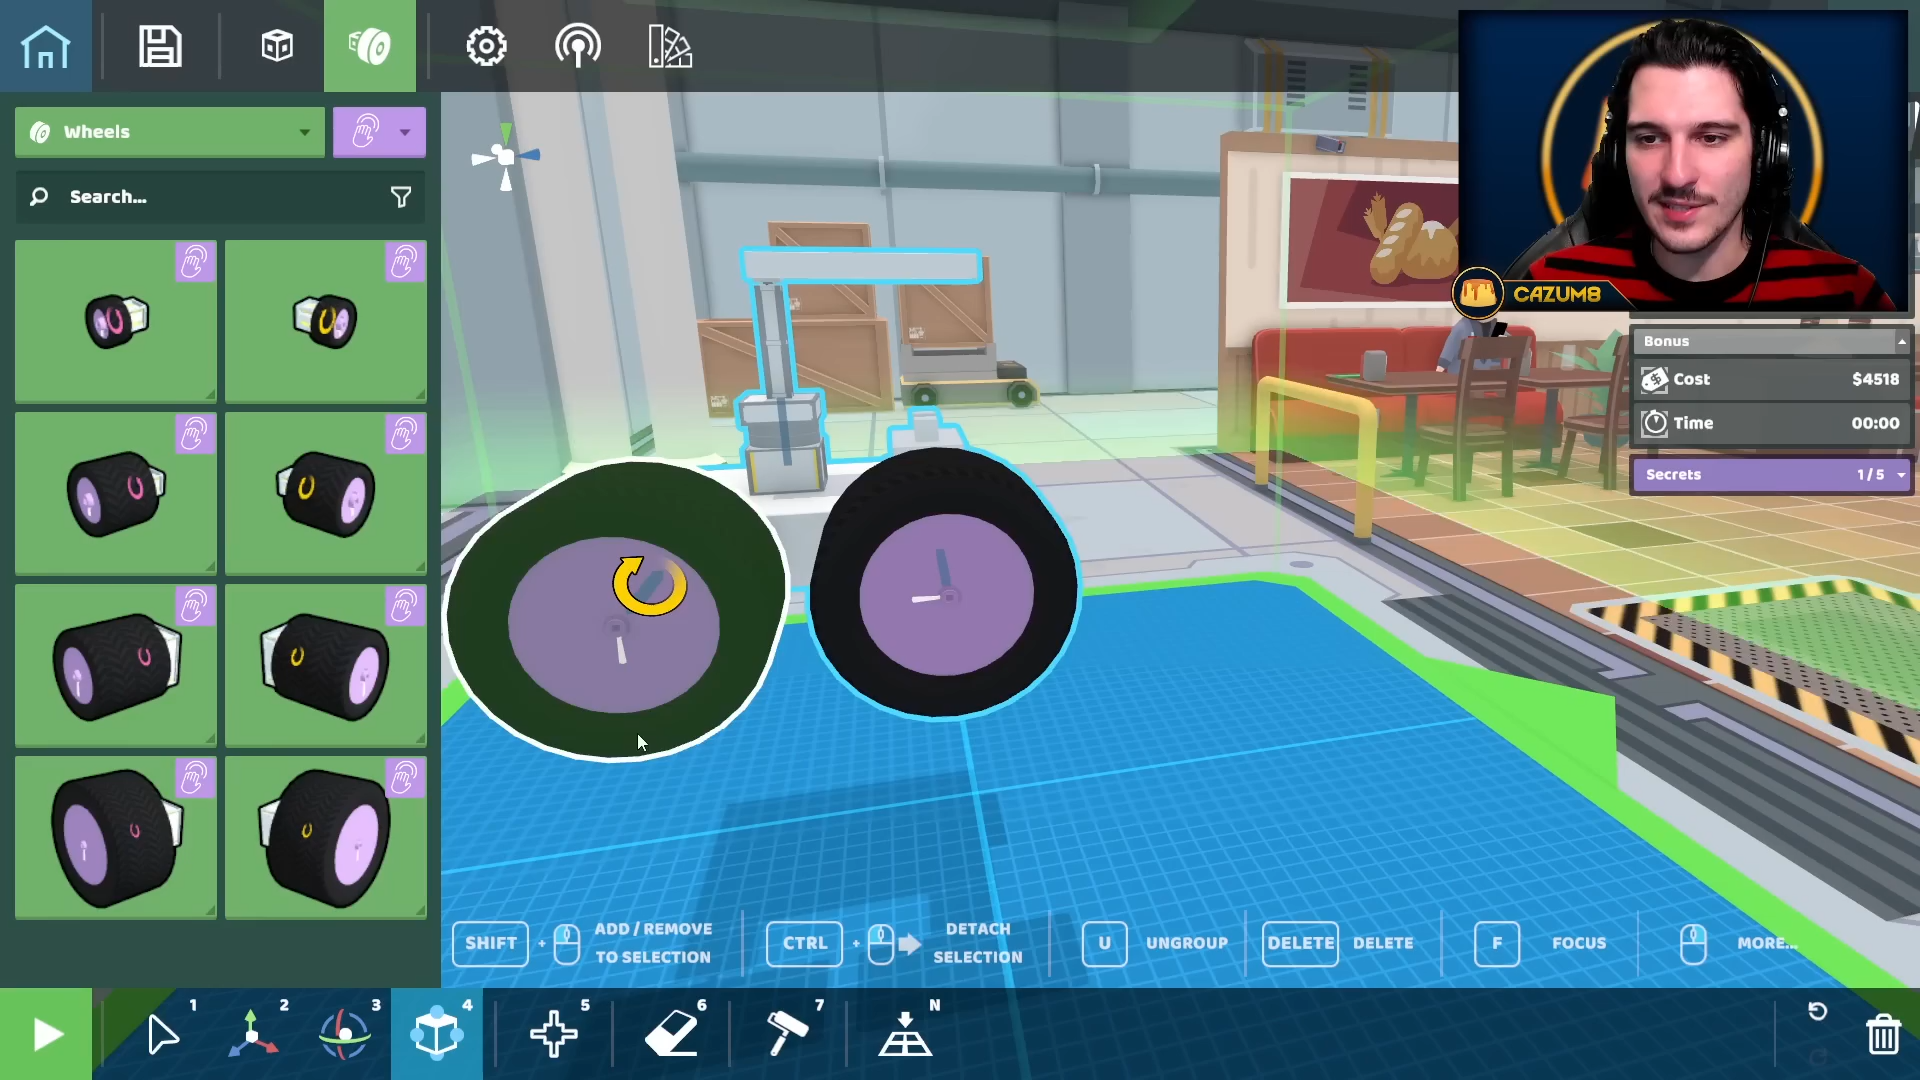 Wheels
Search...
CAZUM8
Bonus
Cost $4518
Time 00:00
Secrets 1/5
SHIFT + ADD / REMOVE TO SELECTION
CTRL + DETACH SELECTION
U UNGROUP
DELETE DELETE
F FOCUS
MORE...
1 2 3 4 5 6 7 N